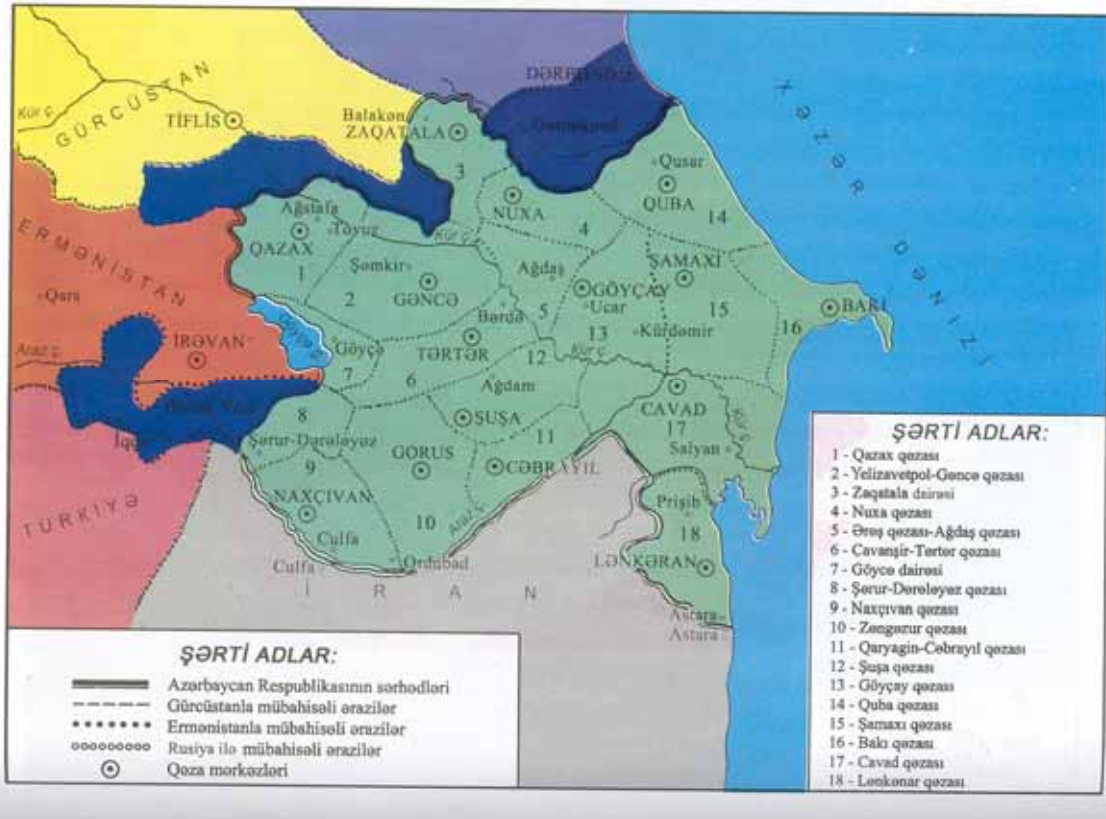 DƏRBƏND
XƏZƏR DƏNİZİ
GÜRCÜSTAN
Kür ç.
TİFLİS
Balakən
ZAQATALA
3
Qusar
QUBA
14
NUXA
4
Ağstafa
Tovuz
QAZAX
1
Kür ç.
ERMƏNİSTAN
Qars
Şəmkir
GƏNCƏ
2
Ağdaş
5
GÖYÇAY
Ucar
13
ŞAMAXI
15
Kürdəmir
16
BAKI
Bərdə
Göyçə
7
TƏRTƏR
6
12
Kür ç.
İRƏVAN
Araz ç.
Ağdam
ŞUŞA
11
CAVAD
17
Salyan
Kür ç.
8
Şərur-Dərələyəz
9
GORUS
CƏBRAYIL
10
Araz ç.
NAXÇIVAN
Culfa
Culfa
Ordubad
TÜRKİYƏ
İRAN
Prişib
18
LƏNKƏRAN
Astara
Astara
ŞƏRTİ ADLAR:
Azərbaycan Respublikasının sərhədləri
Gürcüstanla mübahisəli ərazilər
Ermənistanla mübahisəli ərazilər
Rusiya ilə mübahisəli ərazilər
Qəza mərkəzləri
ŞƏRTİ ADLAR:
1 - Qazax qəzası
2 - Yelizavetpol-Gəncə qəzası
3 - Zaqatala dairəsi
4 - Nuxa qəzası
5 - Ərəş qəzası-Ağdaş qəzası
6 - Cavanşir-Tərtər qəzası
7 - Göycə dairəsi
8 - Şərur-Dərələyəz qəzası
9 - Naxçıvan qəzası
10 - Zəngəzur qəzası
11 - Qaryagin-Cəbrayıl qəzası
12 - Şuşa qəzası
13 - Göyçay qəzası
14 - Quba qəzası
15 - Şamaxı qəzası
16 - Bakı qəzası
17 - Cavad qəzası
18 - Lənkənar qəzası